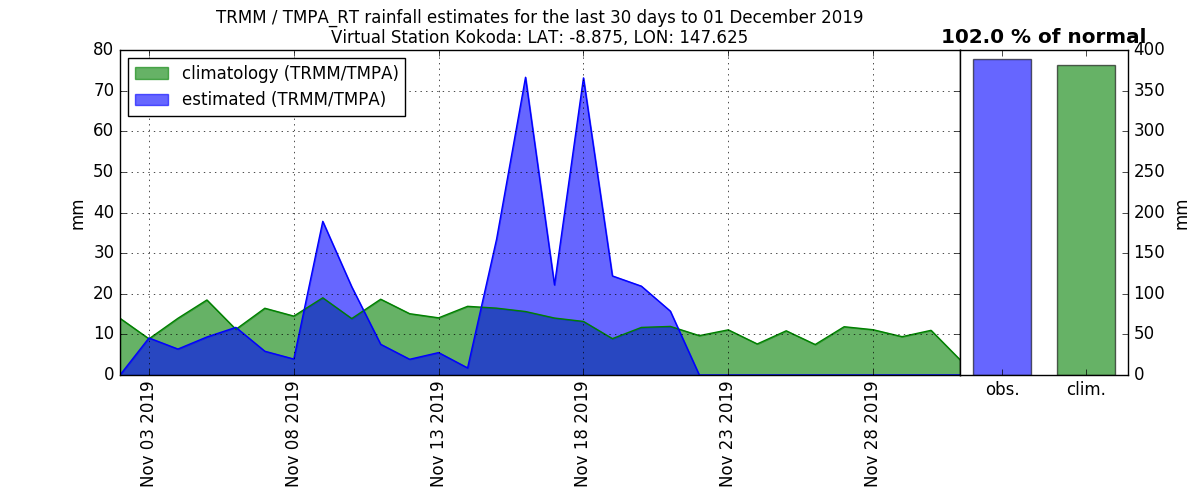 TRMM / TMPA_RT rainfall estimates for the last 30 days to 01 December 2019
Virtual Station Kokoda: LAT: -8.875, LON: 147.625
102.0 % of normal
climatology (TRMM/TMPA)
estimated (TRMM/TMPA)
80
70
60
50
40
30
20
10
0
mm
Nov 03 2019
Nov 08 2019
Nov 13 2019
Nov 18 2019
Nov 23 2019
Nov 28 2019
obs.
clim.
400
350
300
250
200
150
100
50
0
mm